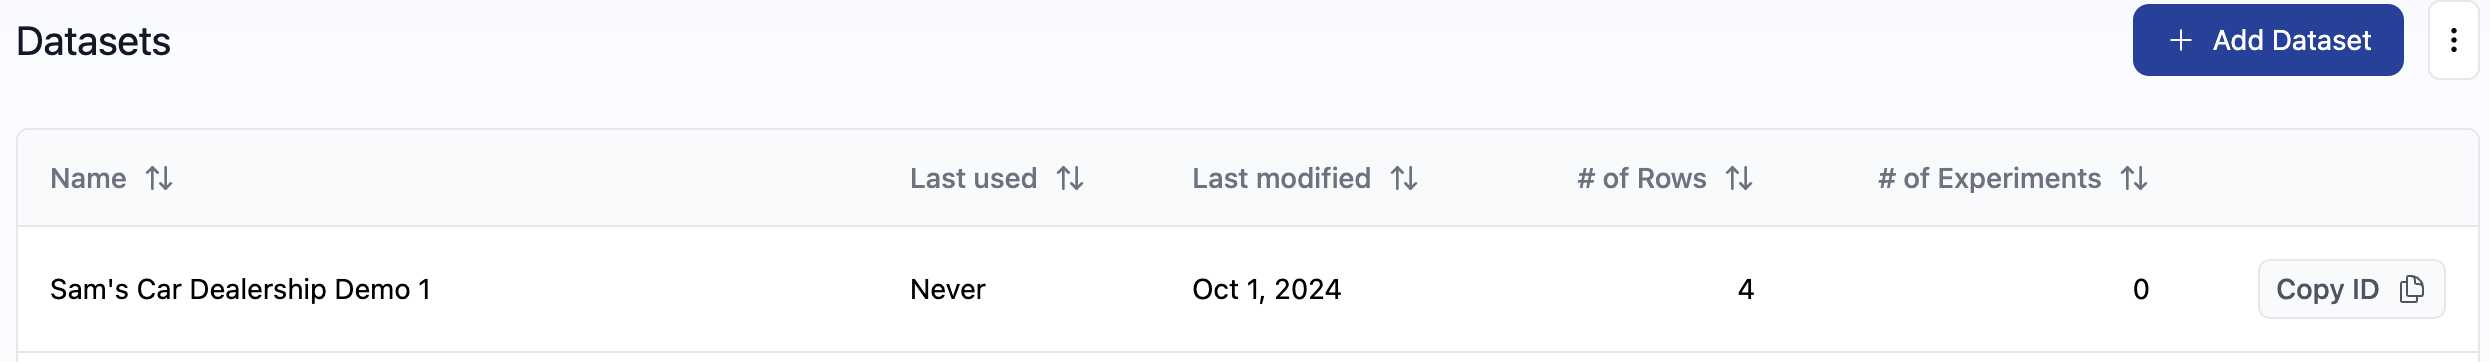 Datasets
+ Add Dataset
Name Last used Last modified # of Rows # of Experiments
Sam's Car Dealership Demo 1 Never Oct 1, 2024 4 0 Copy ID